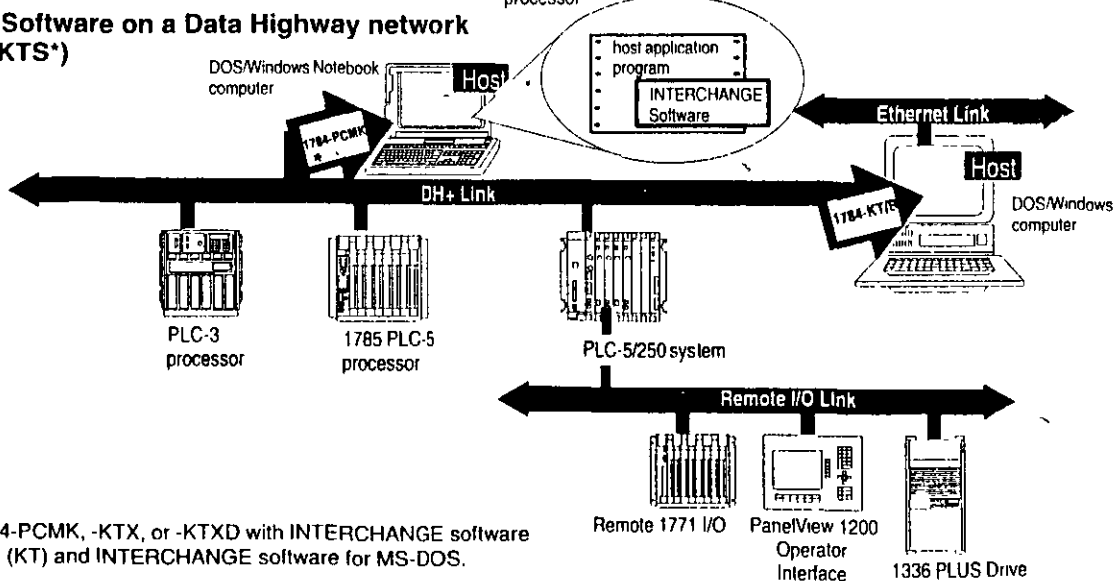 processor
Software on a Data Highway network
KTS*)
DOS/Windows Notebook
computer
Host
host application
program
INTERCHANGE
Software
Ethernet Link
1784-PCMK
*
Host
DH+ Link
1784-KT/B
DOS/Windows
computer
PLC-3
processor
1785 PLC-5
processor
PLC-5/250 system
Remote I/O Link
Remote 1771 I/O
PanelView 1200
Operator
Interface
1336 PLUS Drive
4-PCMK, -KTX, or -KTXD with INTERCHANGE software
(KT) and INTERCHANGE software for MS-DOS.